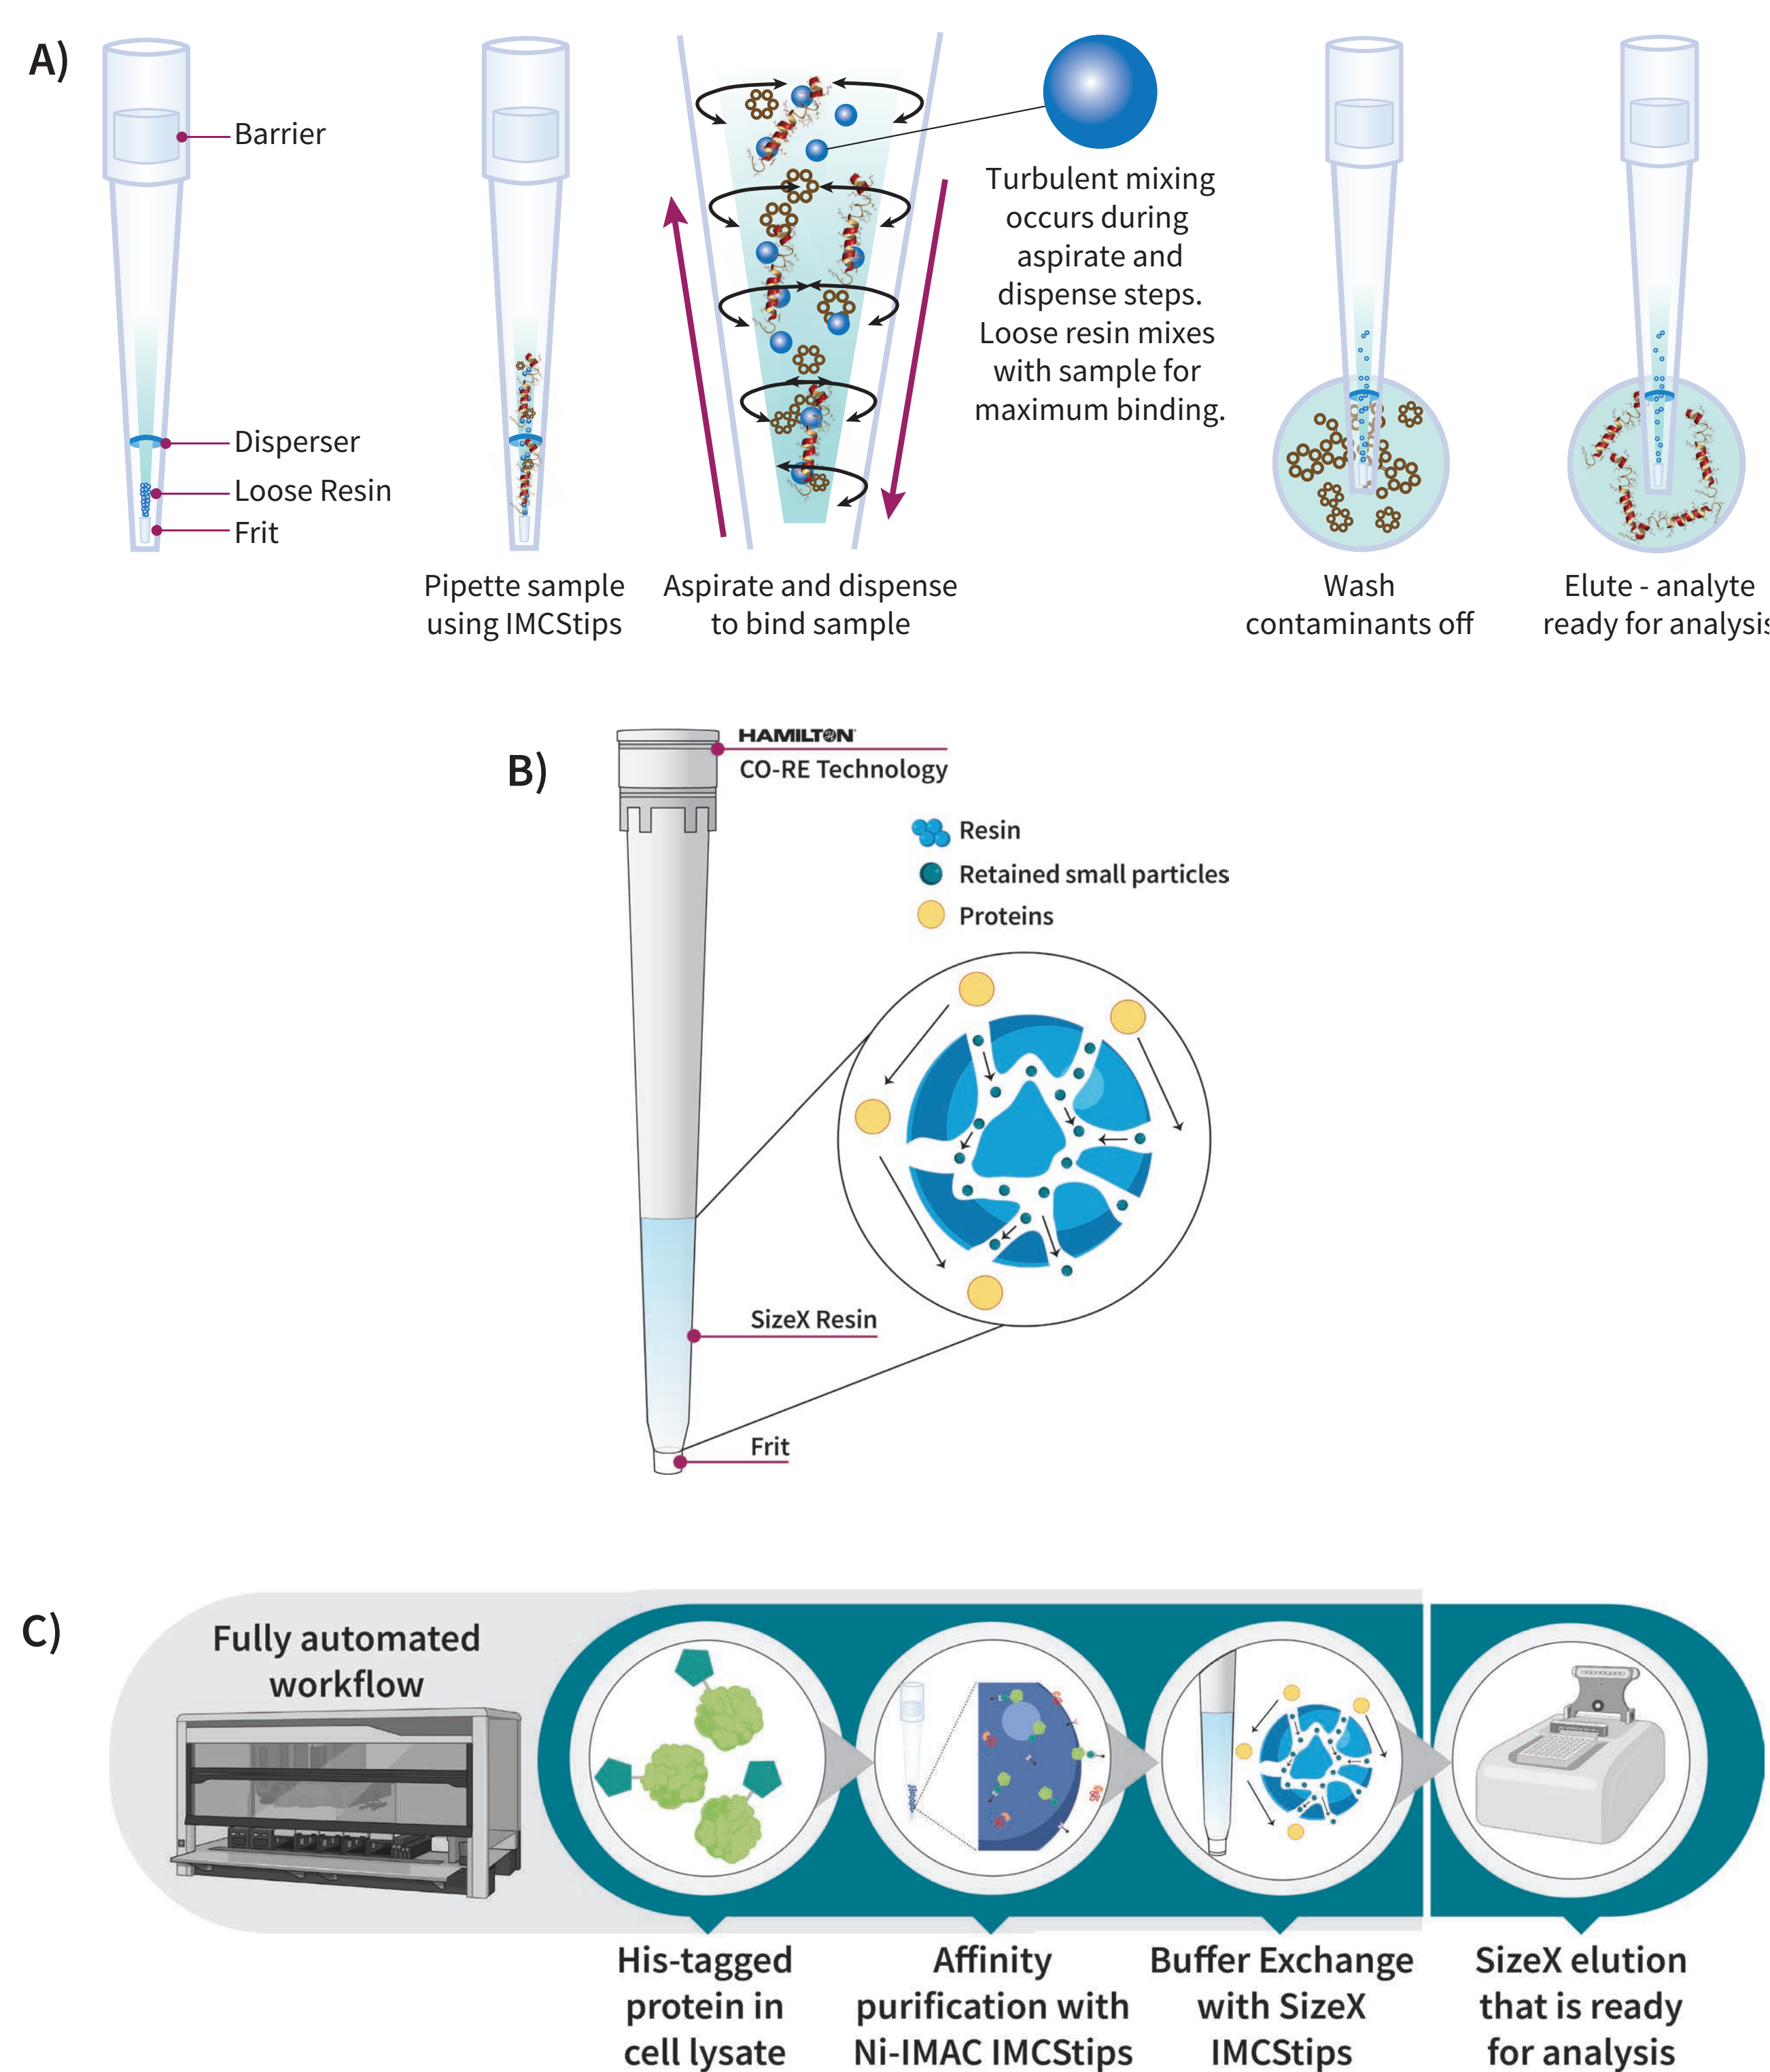 A)
Barrier
Disperser
Loose Resin
Frit
Turbulent mixing
occurs during
aspirate and
dispense steps.
Loose resin mixes
with sample for
maximum binding.
Pipette sample
using IMCStips
Aspirate and dispense
to bind sample
Wash
contaminants off
Elute - analyte
ready for analysis
B)
HAMILTON
CO-RE Technology
Resin
Retained small particles
Proteins
SizeX Resin
Frit
C)
Fully automated
workflow
His-tagged
protein in
cell lysate
Affinity
purification with
Ni-IMAC IMCStips
Buffer Exchange
with SizeX
IMCStips
SizeX elution
that is ready
for analysis